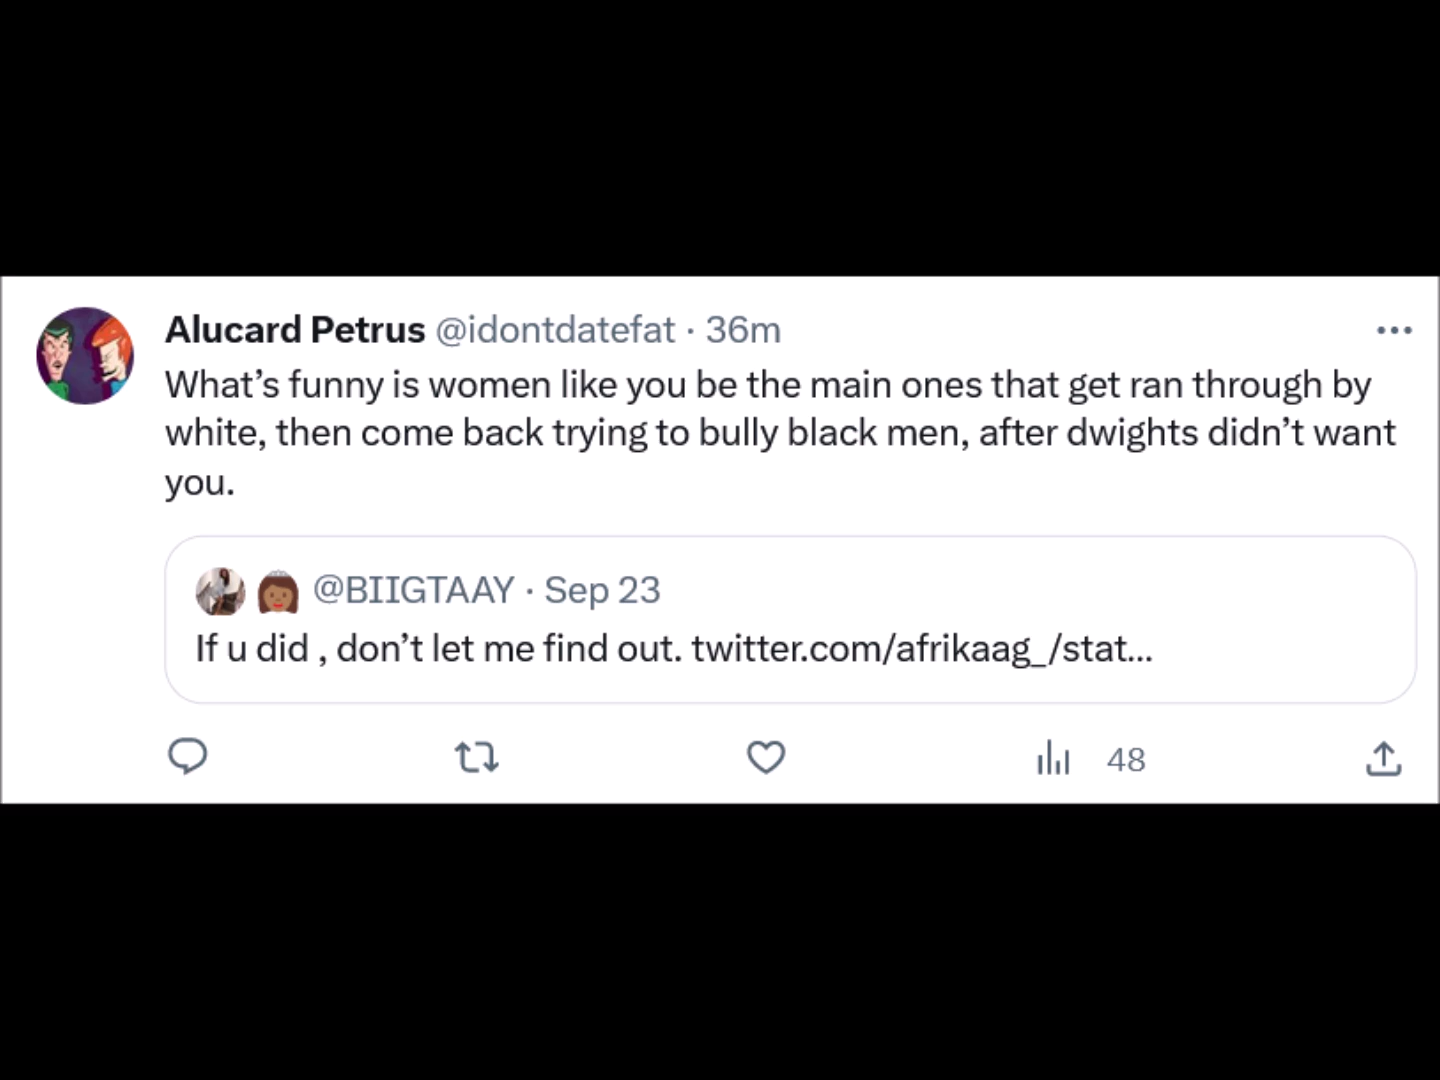 Alucard Petrus @idontdatefat · 36m
What’s funny is women like you be the main ones that get ran through by
white, then come back trying to bully black men, after dwights didn’t want
you.
@BIIGTAAY · Sep 23
If u did , don’t let me find out. twitter.com/afrikaag_/stat...
48